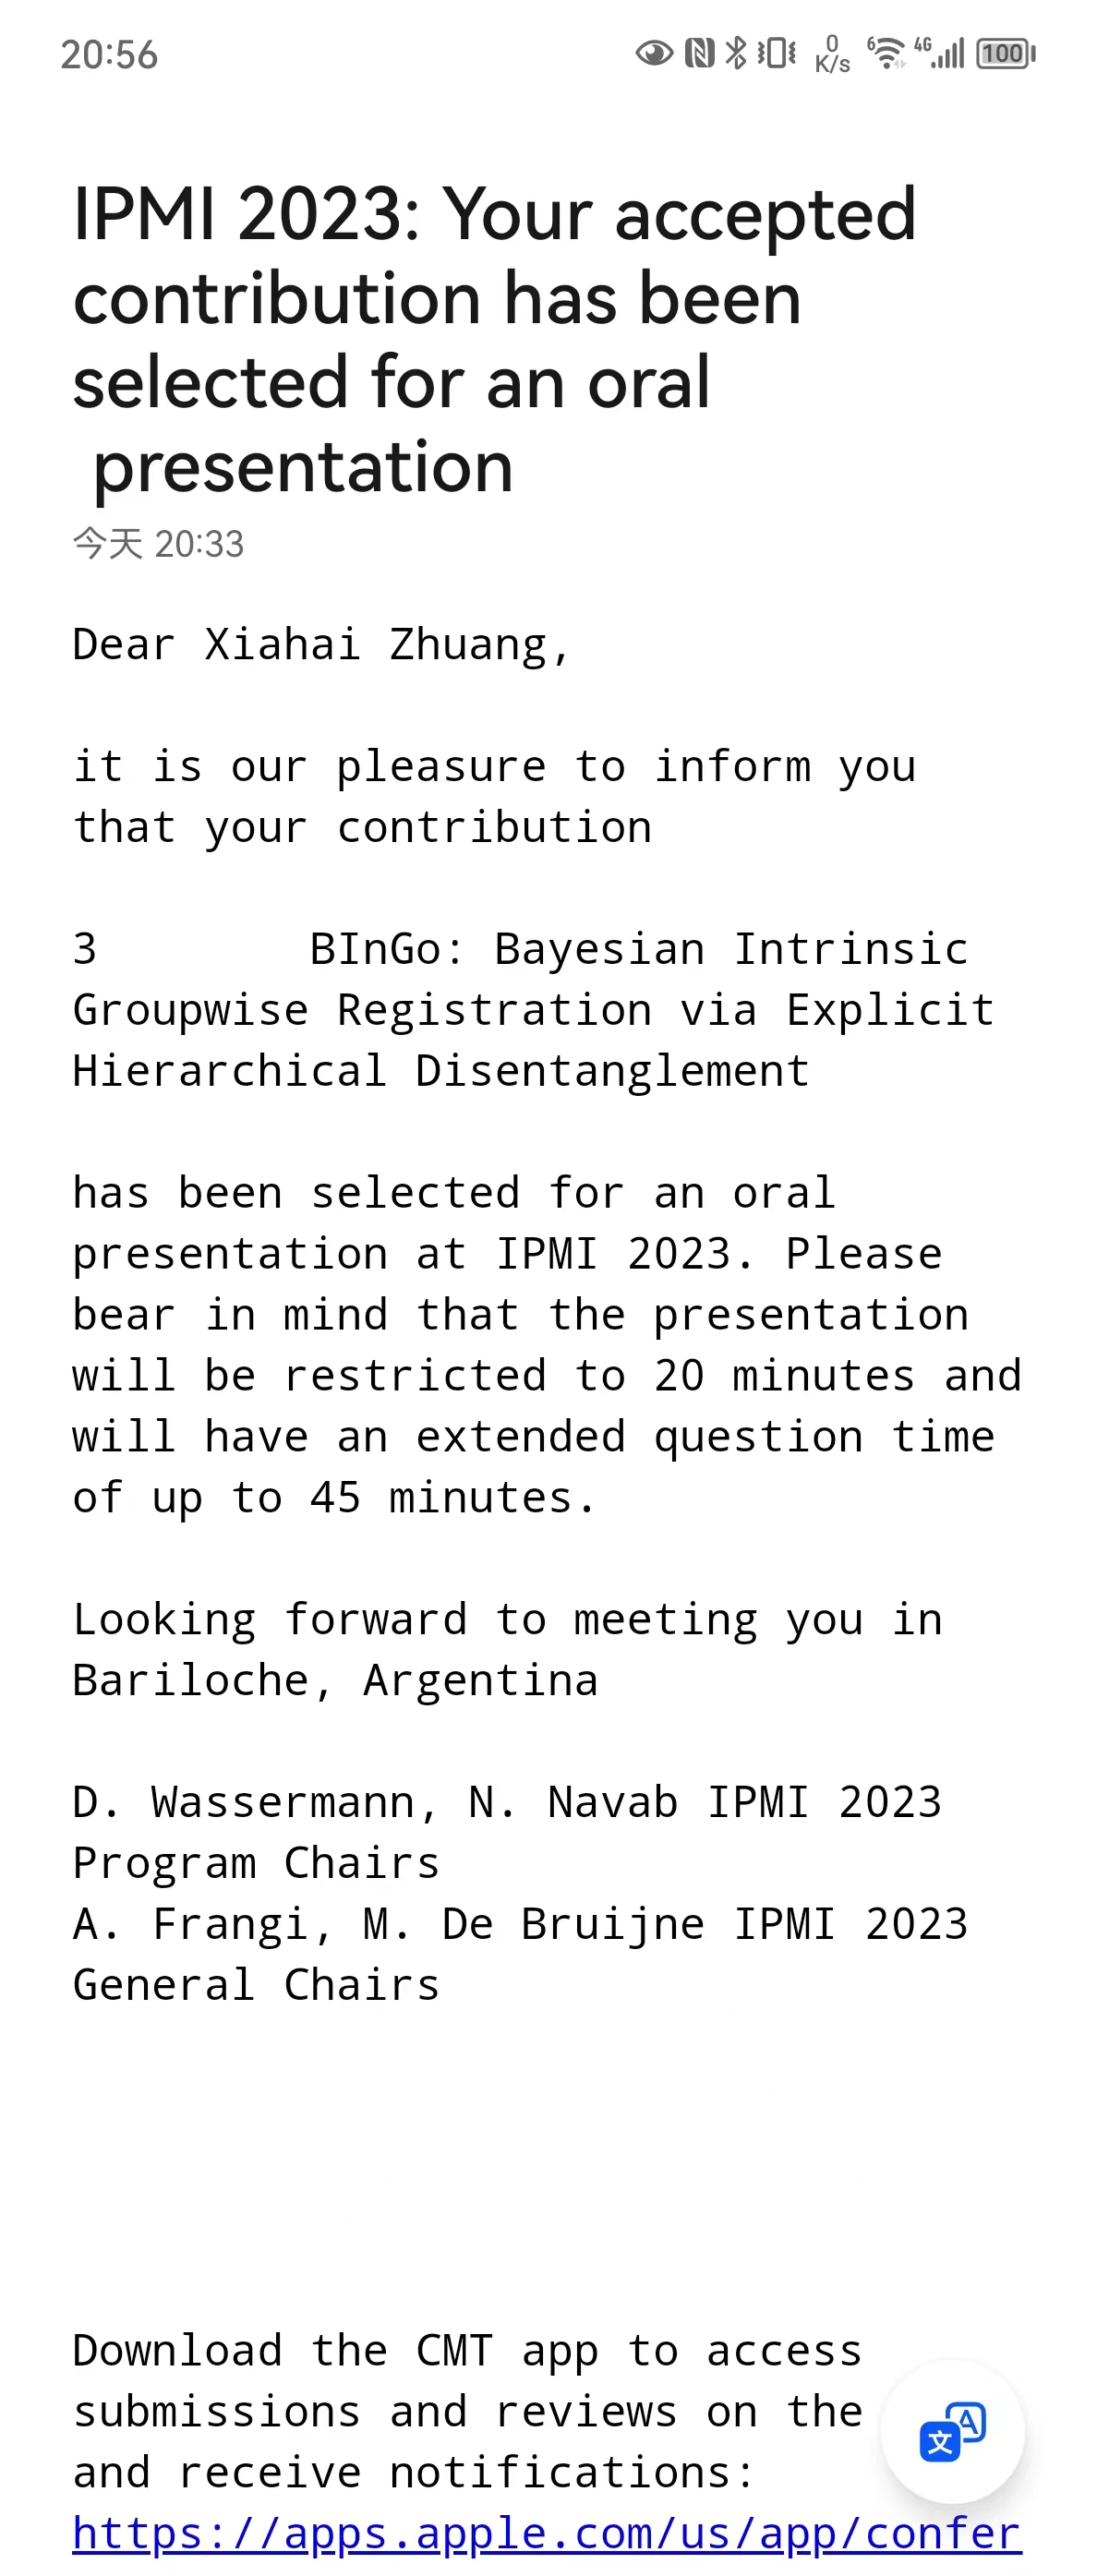 20:56
0
K/s
6
4G
100
IPMI 2023: Your accepted
contribution has been
selected for an oral
presentation
今天 20:33
Dear Xiahai Zhuang,
it is our pleasure to inform you
that your contribution
3 BInGo: Bayesian Intrinsic
Groupwise Registration via Explicit
Hierarchical Disentanglement
has been selected for an oral
presentation at IPMI 2023. Please
bear in mind that the presentation
will be restricted to 20 minutes and
will have an extended question time
of up to 45 minutes.
Looking forward to meeting you in
Bariloche, Argentina
D. Wassermann, N. Navab IPMI 2023
Program Chairs
A. Frangi, M. De Bruijne IPMI 2023
General Chairs
Download the CMT app to access
submissions and reviews on the
and receive notifications:
https://apps.apple.com/us/app/confer
文 A